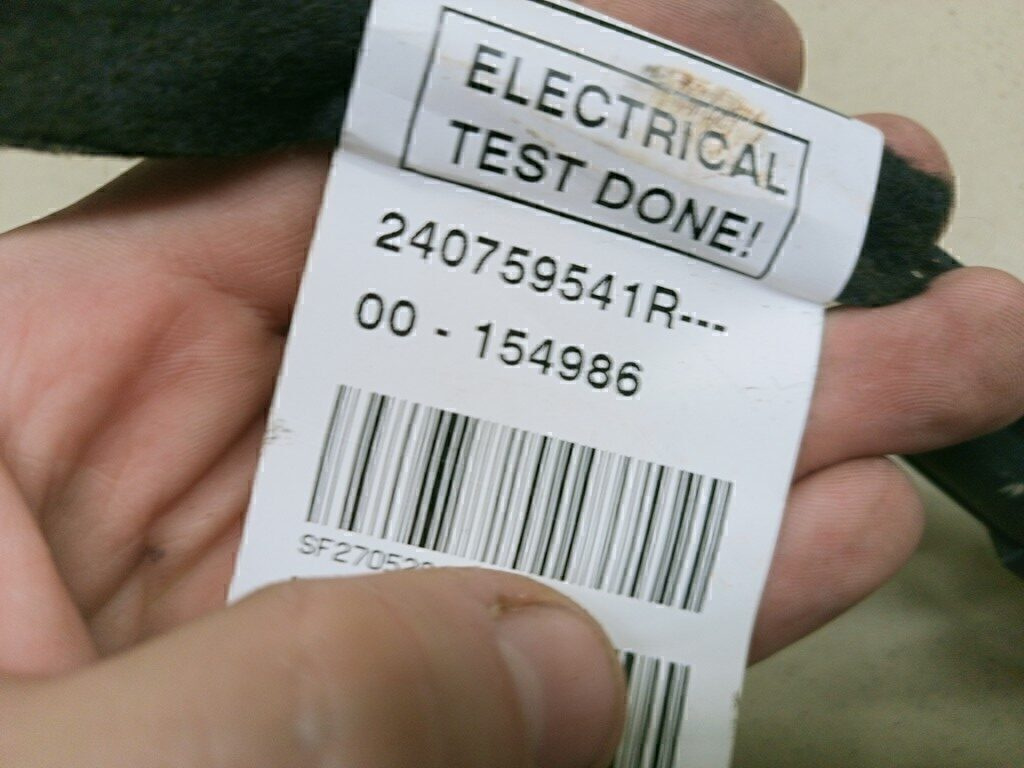 ELECTRICAL
TEST DONE!
240759541R---
00 - 154986